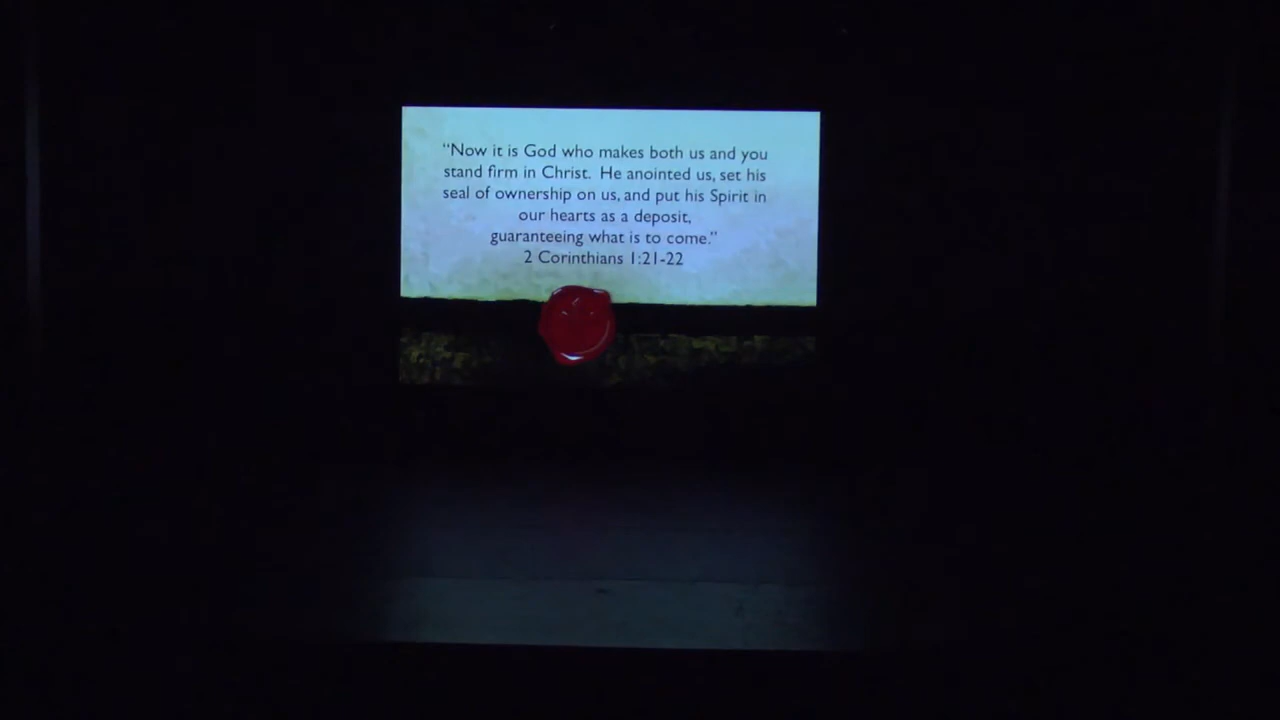 “Now it is God who makes both us and you
stand firm in Christ. He anointed us, set his
seal of ownership on us, and put his Spirit in
our hearts as a deposit,
guaranteeing what is to come.”
2 Corinthians 1:21-22